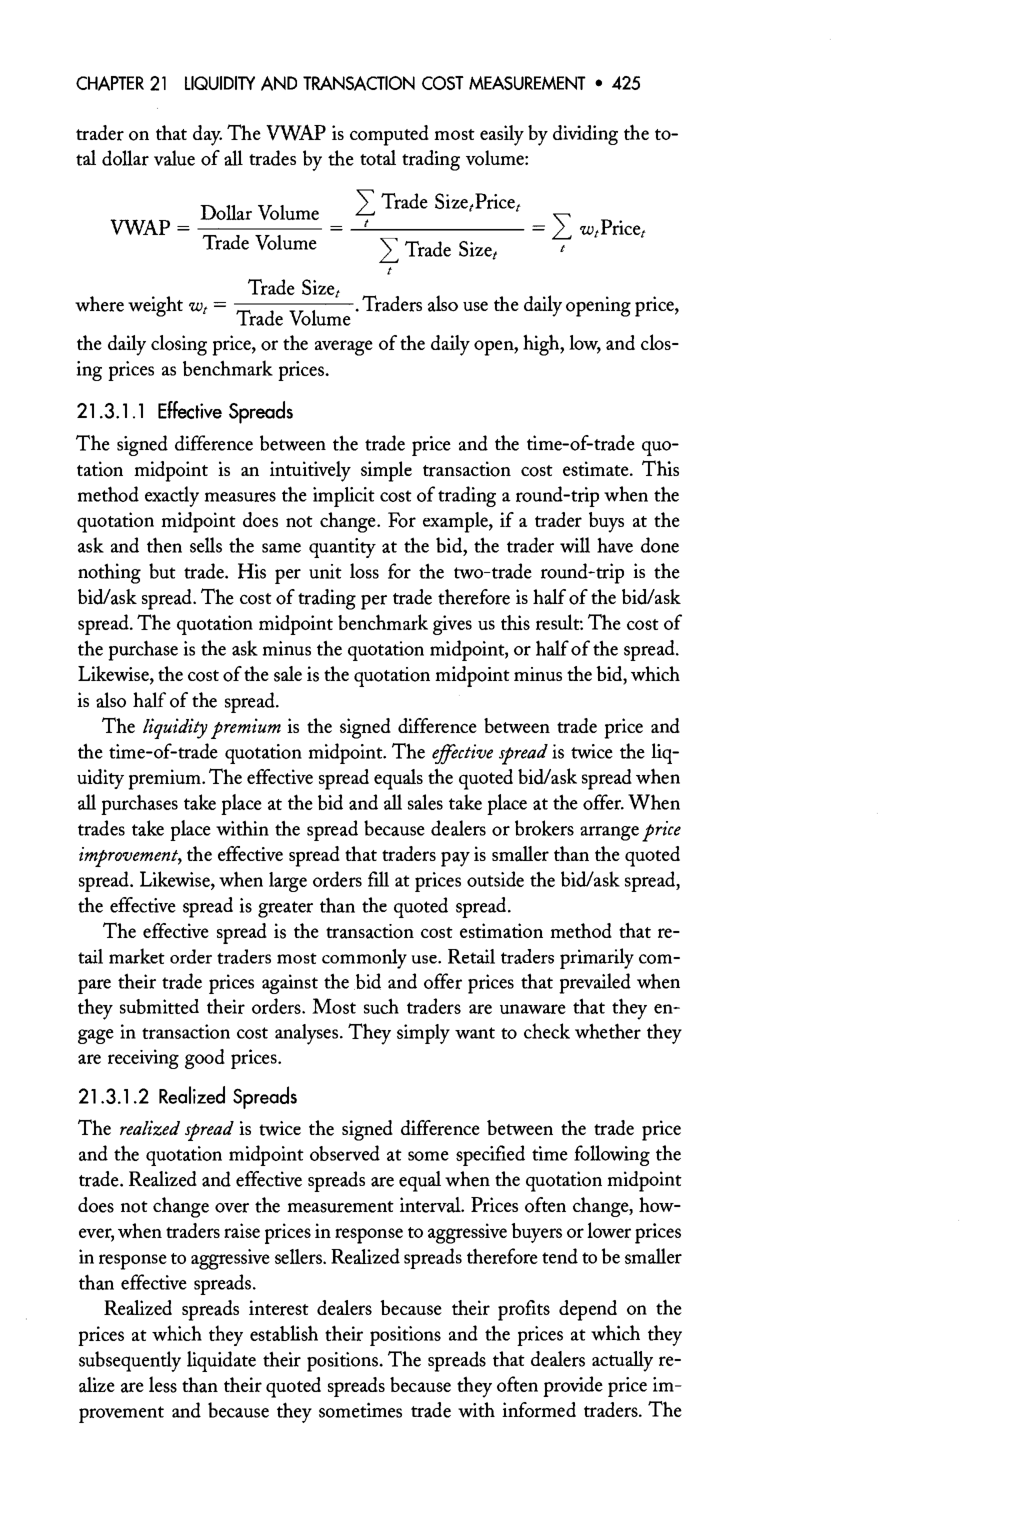 CHAPTER 21 LIQUIDITY AND TRANSACTION COST MEASUREMENT • 425
trader on that day. The VWAP is computed most easily by dividing the to-
tal dollar value of all trades by the total trading volume:
VWAP = Dollar Volume / Trade Volume = ∑_t Trade Size_t Price_t / ∑_t Trade Size_t = ∑_t w_t Price_t
where weight w_t = Trade Size_t / Trade Volume. Traders also use the daily opening price,
the daily closing price, or the average of the daily open, high, low, and clos-
ing prices as benchmark prices.
21.3.1.1 Effective Spreads
The signed difference between the trade price and the time-of-trade quo-
tation midpoint is an intuitively simple transaction cost estimate. This
method exactly measures the implicit cost of trading a round-trip when the
quotation midpoint does not change. For example, if a trader buys at the
ask and then sells the same quantity at the bid, the trader will have done
nothing but trade. His per unit loss for the two-trade round-trip is the
bid/ask spread. The cost of trading per trade therefore is half of the bid/ask
spread. The quotation midpoint benchmark gives us this result: The cost of
the purchase is the ask minus the quotation midpoint, or half of the spread.
Likewise, the cost of the sale is the quotation midpoint minus the bid, which
is also half of the spread.
The liquidity premium is the signed difference between trade price and
the time-of-trade quotation midpoint. The effective spread is twice the liq-
uidity premium. The effective spread equals the quoted bid/ask spread when
all purchases take place at the bid and all sales take place at the offer. When
trades take place within the spread because dealers or brokers arrange price
improvement, the effective spread that traders pay is smaller than the quoted
spread. Likewise, when large orders fill at prices outside the bid/ask spread,
the effective spread is greater than the quoted spread.
The effective spread is the transaction cost estimation method that re-
tail market order traders most commonly use. Retail traders primarily com-
pare their trade prices against the bid and offer prices that prevailed when
they submitted their orders. Most such traders are unaware that they en-
gage in transaction cost analyses. They simply want to check whether they
are receiving good prices.
21.3.1.2 Realized Spreads
The realized spread is twice the signed difference between the trade price
and the quotation midpoint observed at some specified time following the
trade. Realized and effective spreads are equal when the quotation midpoint
does not change over the measurement interval. Prices often change, how-
ever, when traders raise prices in response to aggressive buyers or lower prices
in response to aggressive sellers. Realized spreads therefore tend to be smaller
than effective spreads.
Realized spreads interest dealers because their profits depend on the
prices at which they establish their positions and the prices at which they
subsequently liquidate their positions. The spreads that dealers actually re-
alize are less than their quoted spreads because they often provide price im-
provement and because they sometimes trade with informed traders. The